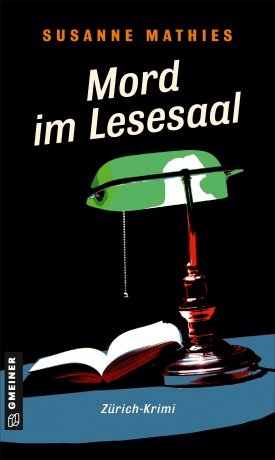 SUSANNE MATHIES
Mord
im Lesesaal
Zürich-Krimi
GMEINER